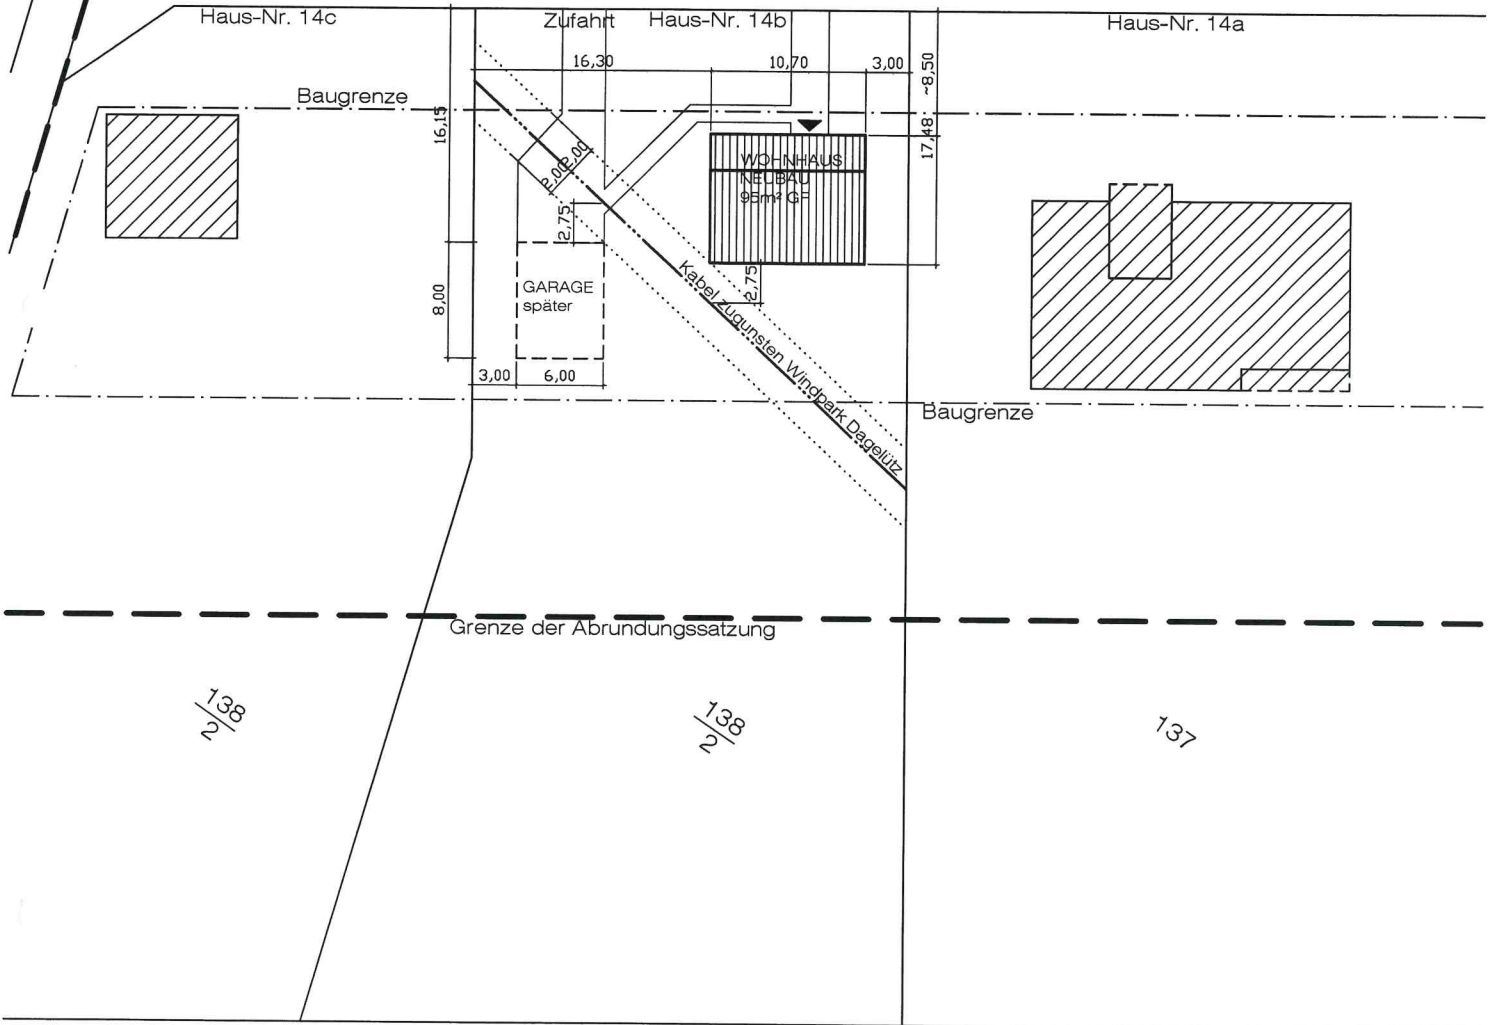 Haus-Nr. 14c
Zufahrt
Haus-Nr. 14b
Haus-Nr. 14a
16,30
10,70
3,00
~8,50
Baugrenze
16,15
17,48
WOHNHAUS
NEUBAU
95m² GF
2,00
2,00
2,75
GARAGE
später
8,00
2,75
Kabel zugunsten Windpark Dagelütz
3,00
6,00
Baugrenze
Grenze der Abrundungssatzung
138
2
138
2
137